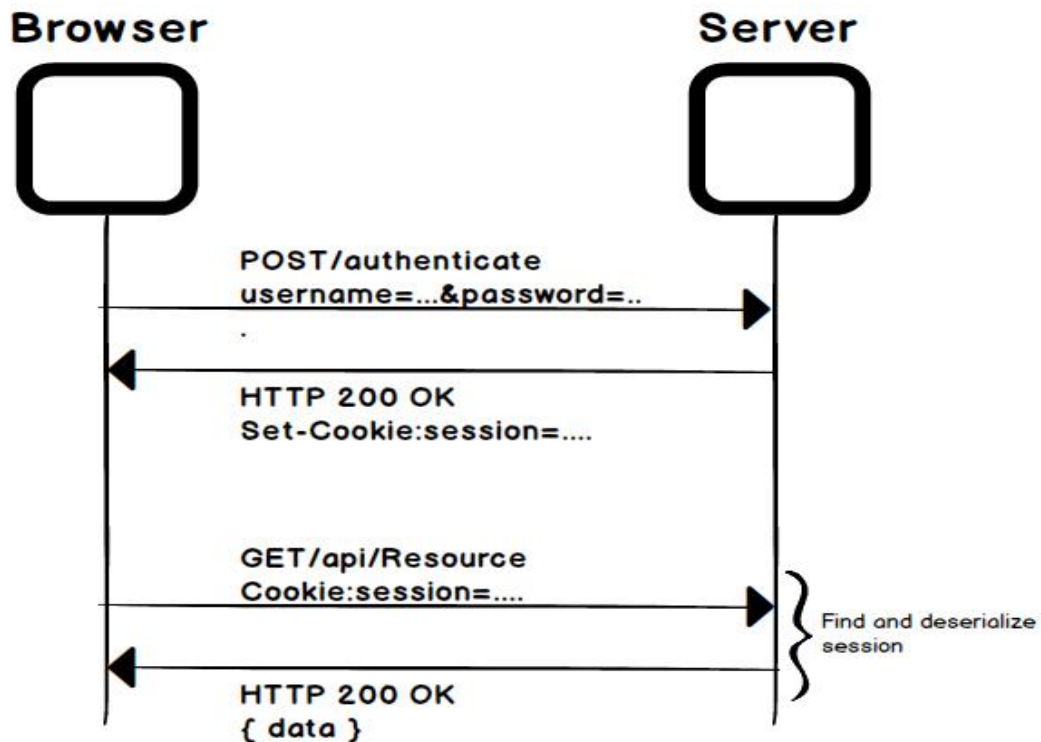 Browser
Server
POST/authenticate
username=...&password=..
.
HTTP 200 OK
Set-Cookie:session=....
GET/api/Resource
Cookie:session=....
Find and deserialize
session
HTTP 200 OK
{ data }